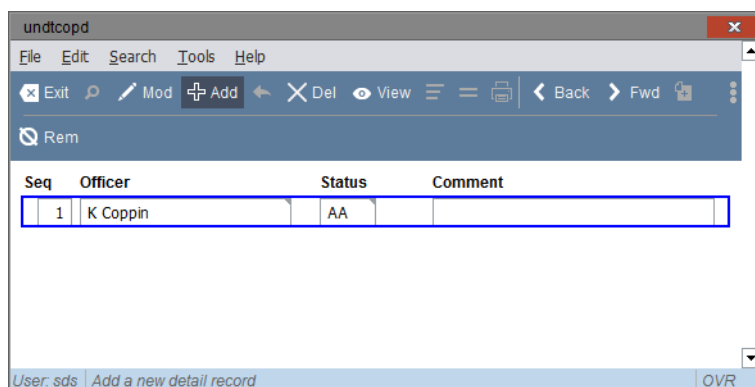 undtcopd
File Edit Search Tools Help
Exit Mod Add Del View Back Fwd
Rem
Seq Officer Status Comment
1 K Coppin AA
User: sds Add a new detail record OVR